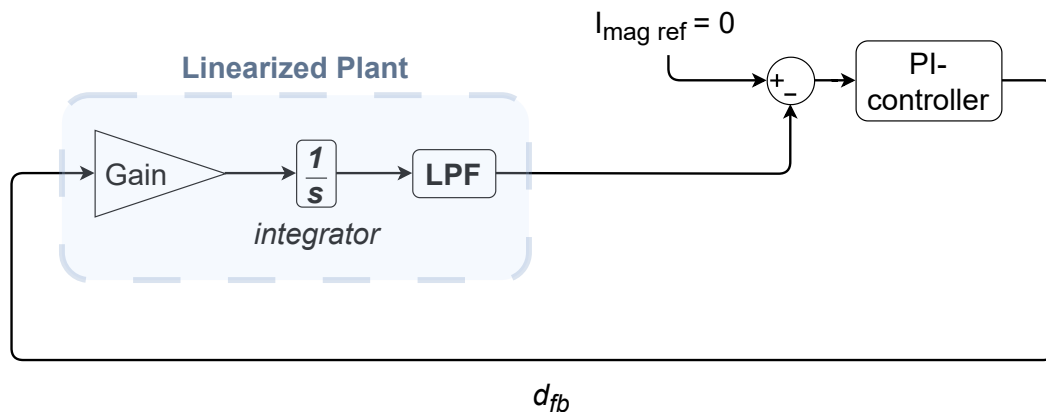 I_mag ref = 0
Linearized Plant
+
−
PI-
controller
Gain
1
s
LPF
integrator
d_fb